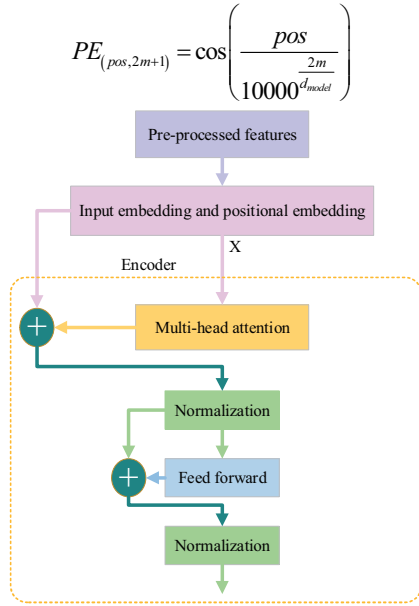 PE_(pos,2m+1) = cos(pos / 10000^(2m/d_model))
Pre-processed features
Input embedding and positional embedding
X
Encoder
+
Multi-head attention
Normalization
+
Feed forward
Normalization